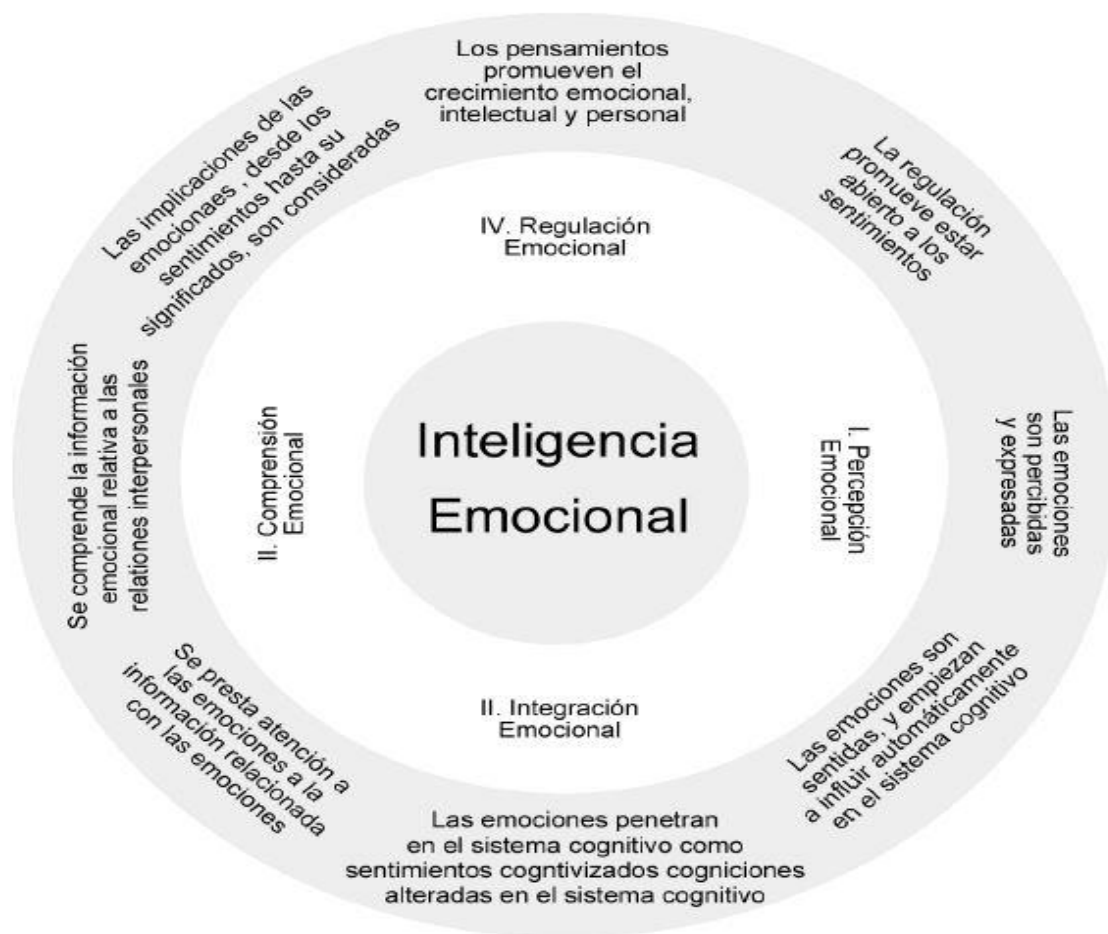 Los pensamientos
promueven el
crecimiento emocional,
intelectual y personal
La regulación
promueve estar
abierto a los
sentimientos
Las emociones
son percibidas
y expresadas
Las emociones son
sentidas, y empiezan
a influir automáticamente
en el sistema cognitivo
Las emociones penetran
en el sistema cognitivo como
sentimientos cogntivizados cogniciones
alteradas en el sistema cognitivo
Se presta atención a
las emociones a la
información relacionada
con las emociones
Se comprende la información
emocional relativa a las
relationes interpersonales
Las implicaciones de las
emocionaes , desde los
sentimientos hasta su
significados, son consideradas
IV. Regulación
Emocional
I. Percepción
Emocional
II. Integración
Emocional
II. Comprensión
Emocional
Inteligencia
Emocional